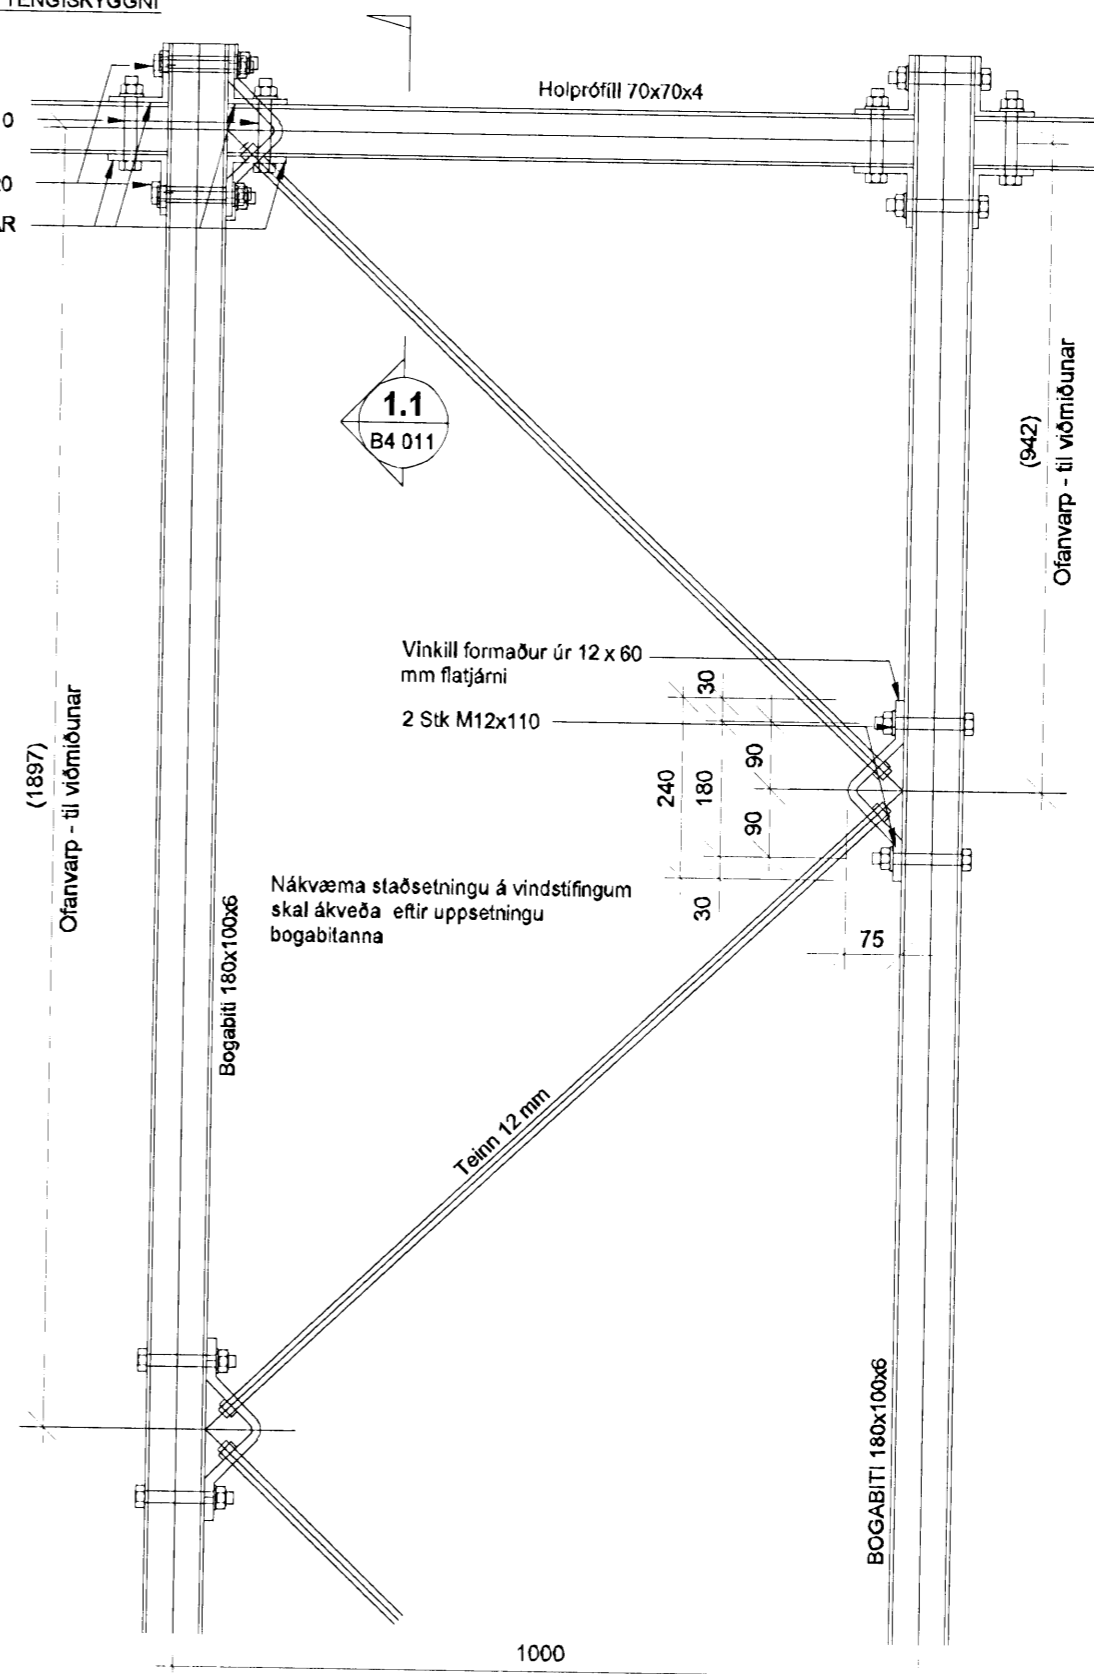 TENGISKYGGNI
Holprófíll 70x70x4
0
20
AR
1.1
B4 011
(942)
Ofanvarp - til viðmiðunar
Vinkill formaður úr 12 x 60
mm flatjárni
2 Stk M12x110
30
90
240
180
90
30
75
(1897)
Ofanvarp - til viðmiðunar
Nákvæma staðsetningu á vindstífingum
skal ákveða eftir uppsetningu
bogabitanna
Bogabiti 180x100x6
Teinn 12 mm
BOGABITI 180x100x6
1000